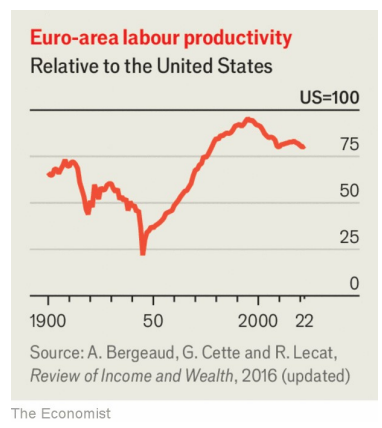 Euro-area labour productivity
Relative to the United States
US=100
75
50
25
0
1900 50 2000 22
Source: A. Bergeaud, G. Cette and R. Lecat,
Review of Income and Wealth, 2016 (updated)
The Economist